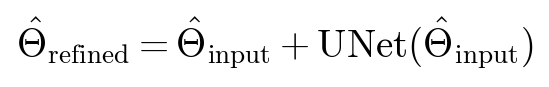 Θ̂_refined = Θ̂_input + UNet(Θ̂_input)